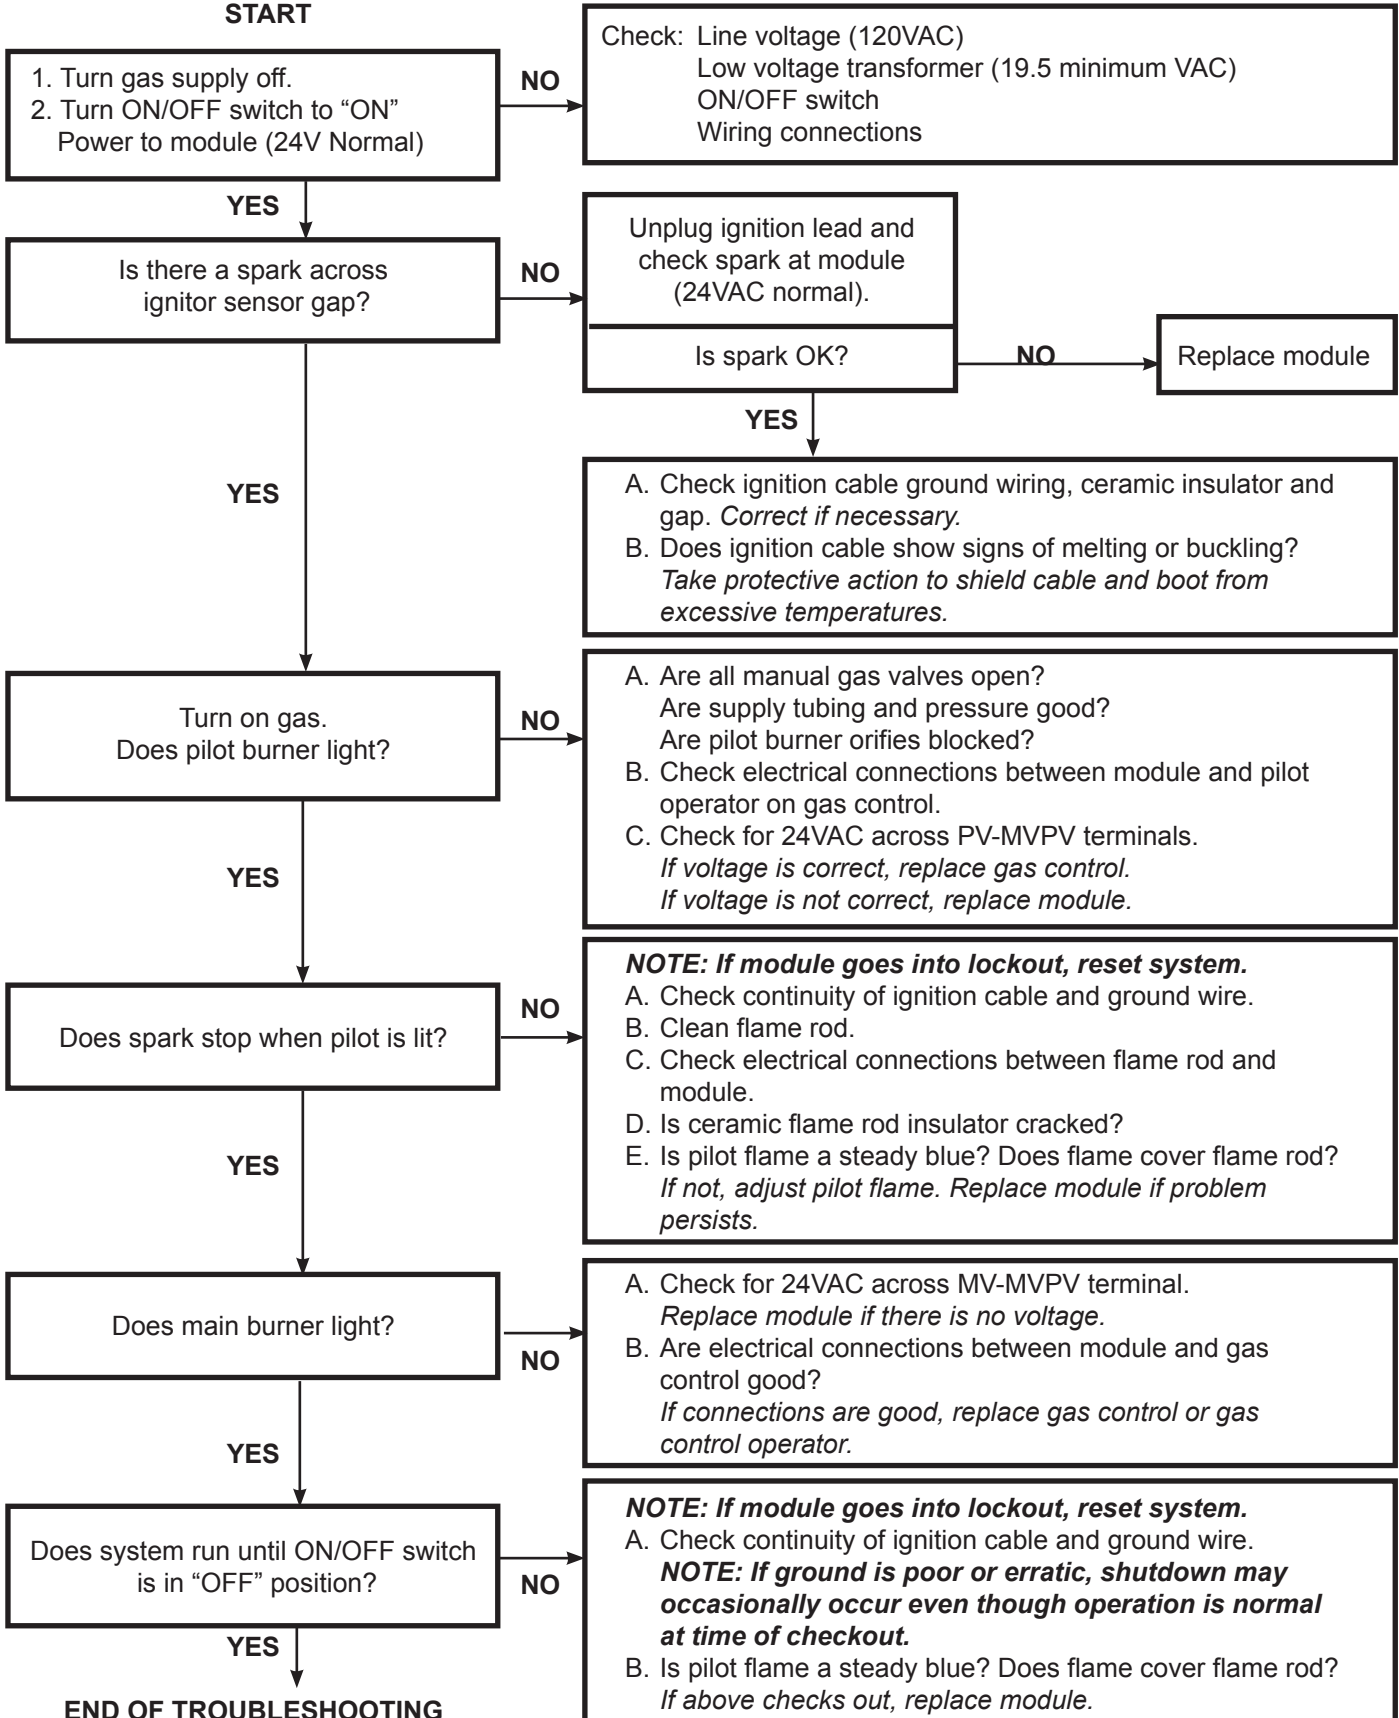 START
1. Turn gas supply off.
2. Turn ON/OFF switch to “ON”
Power to module (24V Normal)
NO
Check: Line voltage (120VAC)
Low voltage transformer (19.5 minimum VAC)
ON/OFF switch
Wiring connections
YES
Is there a spark across
ignitor sensor gap?
NO
Unplug ignition lead and
check spark at module
(24VAC normal).
Is spark OK?
NO
Replace module
YES
A. Check ignition cable ground wiring, ceramic insulator and
gap. Correct if necessary.
B. Does ignition cable show signs of melting or buckling?
Take protective action to shield cable and boot from
excessive temperatures.
YES
Turn on gas.
Does pilot burner light?
NO
A. Are all manual gas valves open?
Are supply tubing and pressure good?
Are pilot burner orifies blocked?
B. Check electrical connections between module and pilot
operator on gas control.
C. Check for 24VAC across PV-MVPV terminals.
If voltage is correct, replace gas control.
If voltage is not correct, replace module.
YES
Does spark stop when pilot is lit?
NO
NOTE: If module goes into lockout, reset system.
A. Check continuity of ignition cable and ground wire.
B. Clean flame rod.
C. Check electrical connections between flame rod and
module.
D. Is ceramic flame rod insulator cracked?
E. Is pilot flame a steady blue? Does flame cover flame rod?
If not, adjust pilot flame. Replace module if problem
persists.
YES
Does main burner light?
NO
A. Check for 24VAC across MV-MVPV terminal.
Replace module if there is no voltage.
B. Are electrical connections between module and gas
control good?
If connections are good, replace gas control or gas
control operator.
YES
Does system run until ON/OFF switch
is in “OFF” position?
NO
NOTE: If module goes into lockout, reset system.
A. Check continuity of ignition cable and ground wire.
NOTE: If ground is poor or erratic, shutdown may
occasionally occur even though operation is normal
at time of checkout.
B. Is pilot flame a steady blue? Does flame cover flame rod?
If above checks out, replace module.
YES
END OF TROUBLESHOOTING